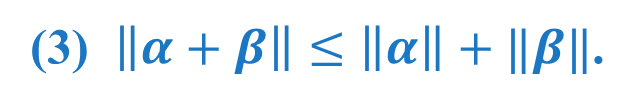 (3) ||α + β|| ≤ ||α|| + ||β||.